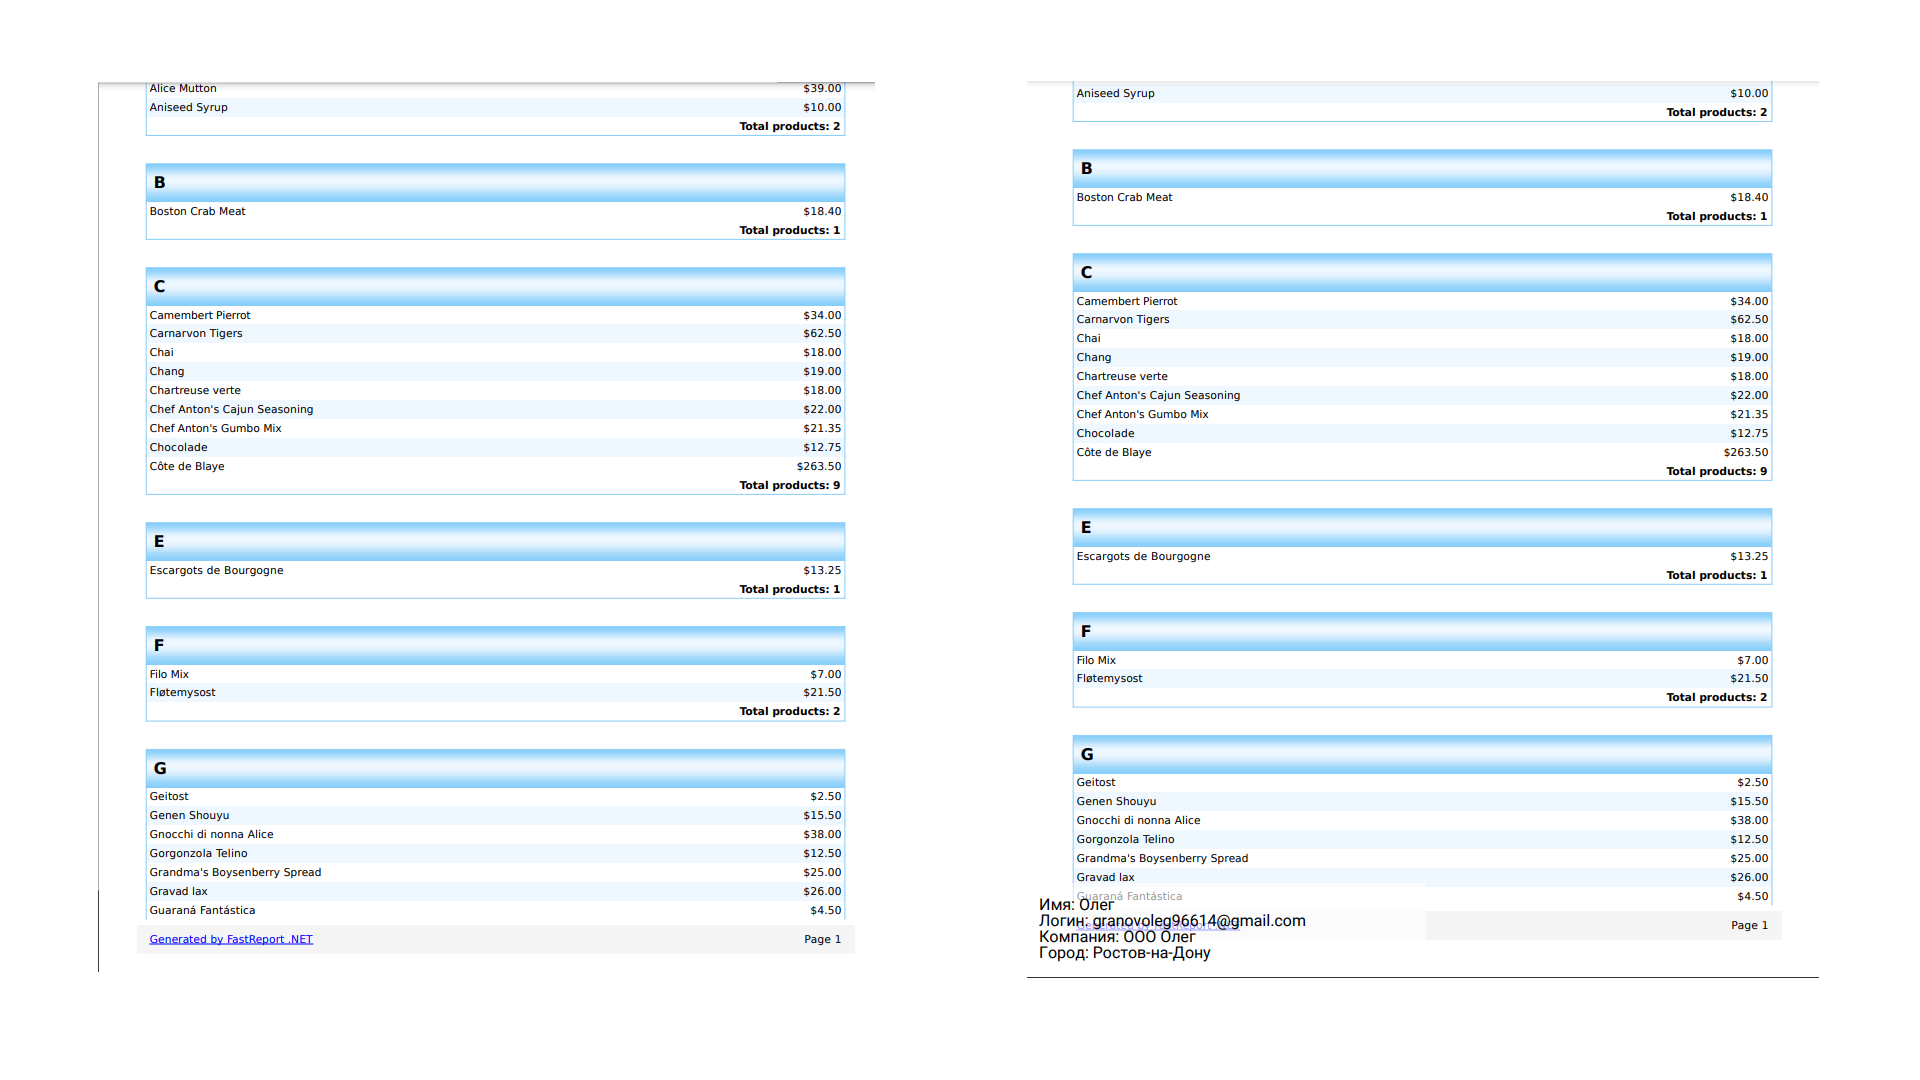 Alice Mutton $39.00
Aniseed Syrup $10.00
Total products: 2
B
Boston Crab Meat $18.40
Total products: 1
C
Camembert Pierrot $34.00
Carnarvon Tigers $62.50
Chai $18.00
Chang $19.00
Chartreuse verte $18.00
Chef Anton's Cajun Seasoning $22.00
Chef Anton's Gumbo Mix $21.35
Chocolade $12.75
Côte de Blaye $263.50
Total products: 9
E
Escargots de Bourgogne $13.25
Total products: 1
F
Filo Mix $7.00
Fløtemysost $21.50
Total products: 2
G
Geitost $2.50
Genen Shouyu $15.50
Gnocchi di nonna Alice $38.00
Gorgonzola Telino $12.50
Grandma's Boysenberry Spread $25.00
Gravad lax $26.00
Guaraná Fantástica $4.50
Generated by FastReport .NET Page 1
Aniseed Syrup $10.00
Total products: 2
B
Boston Crab Meat $18.40
Total products: 1
C
Camembert Pierrot $34.00
Carnarvon Tigers $62.50
Chai $18.00
Chang $19.00
Chartreuse verte $18.00
Chef Anton's Cajun Seasoning $22.00
Chef Anton's Gumbo Mix $21.35
Chocolade $12.75
Côte de Blaye $263.50
Total products: 9
E
Escargots de Bourgogne $13.25
Total products: 1
F
Filo Mix $7.00
Fløtemysost $21.50
Total products: 2
G
Geitost $2.50
Genen Shouyu $15.50
Gnocchi di nonna Alice $38.00
Gorgonzola Telino $12.50
Grandma's Boysenberry Spread $25.00
Gravad lax $26.00
Guaraná Fantástica $4.50
Имя: Олег
Логин: granovoleg96614@gmail.com
Generated by FastReport .NET Page 1
Компания: ООО Олег
Город: Ростов-на-Дону